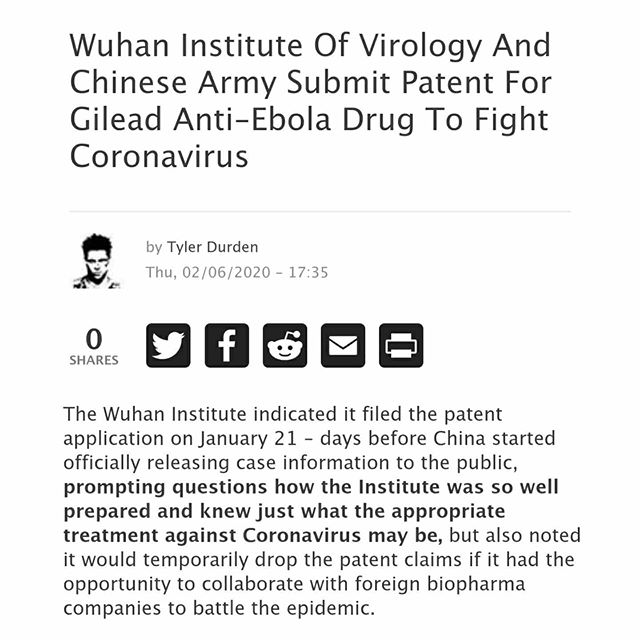 Wuhan Institute Of Virology And
Chinese Army Submit Patent For
Gilead Anti-Ebola Drug To Fight
Coronavirus
by Tyler Durden
Thu, 02/06/2020 - 17:35
0
SHARES
The Wuhan Institute indicated it filed the patent
application on January 21 – days before China started
officially releasing case information to the public,
prompting questions how the Institute was so well
prepared and knew just what the appropriate
treatment against Coronavirus may be, but also noted
it would temporarily drop the patent claims if it had the
opportunity to collaborate with foreign biopharma
companies to battle the epidemic.